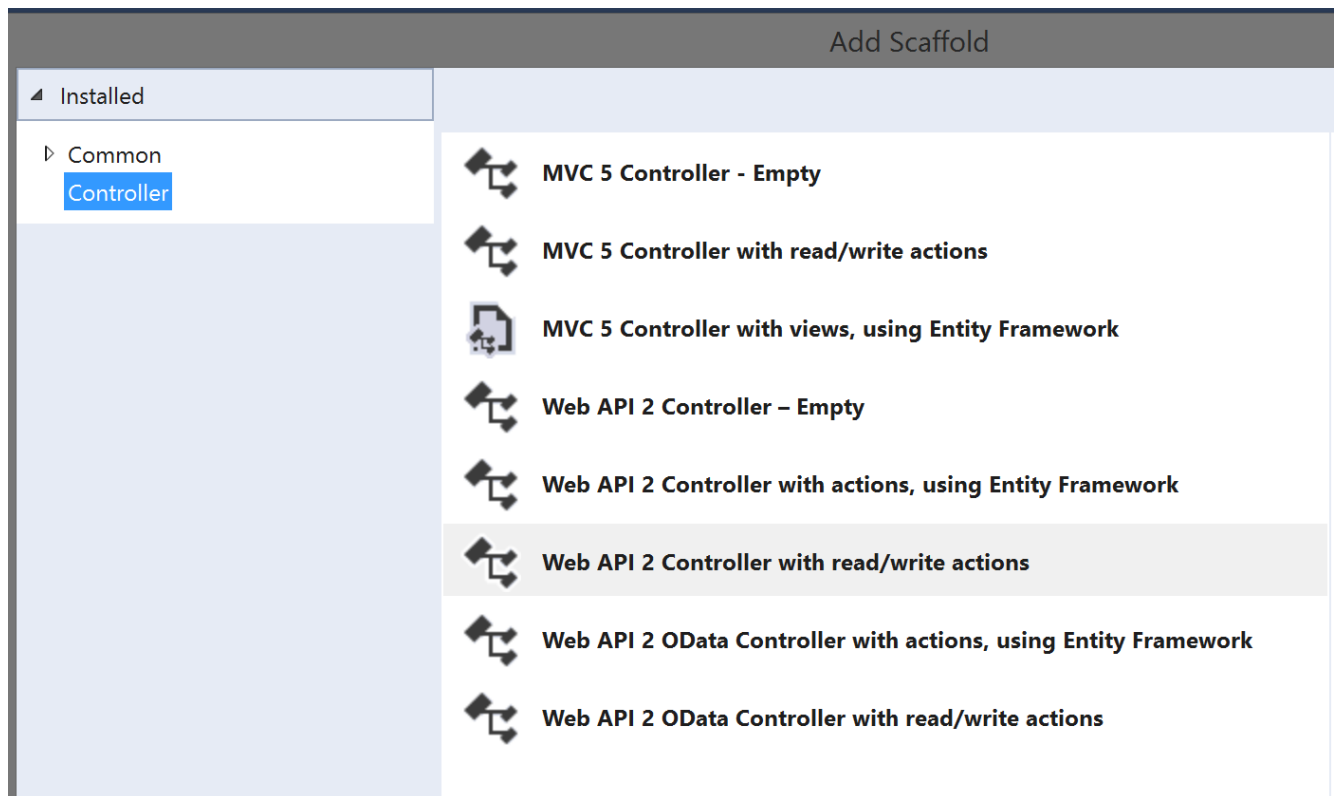 Add Scaffold
Installed
Common
Controller
MVC 5 Controller - Empty
MVC 5 Controller with read/write actions
MVC 5 Controller with views, using Entity Framework
Web API 2 Controller – Empty
Web API 2 Controller with actions, using Entity Framework
Web API 2 Controller with read/write actions
Web API 2 OData Controller with actions, using Entity Framework
Web API 2 OData Controller with read/write actions